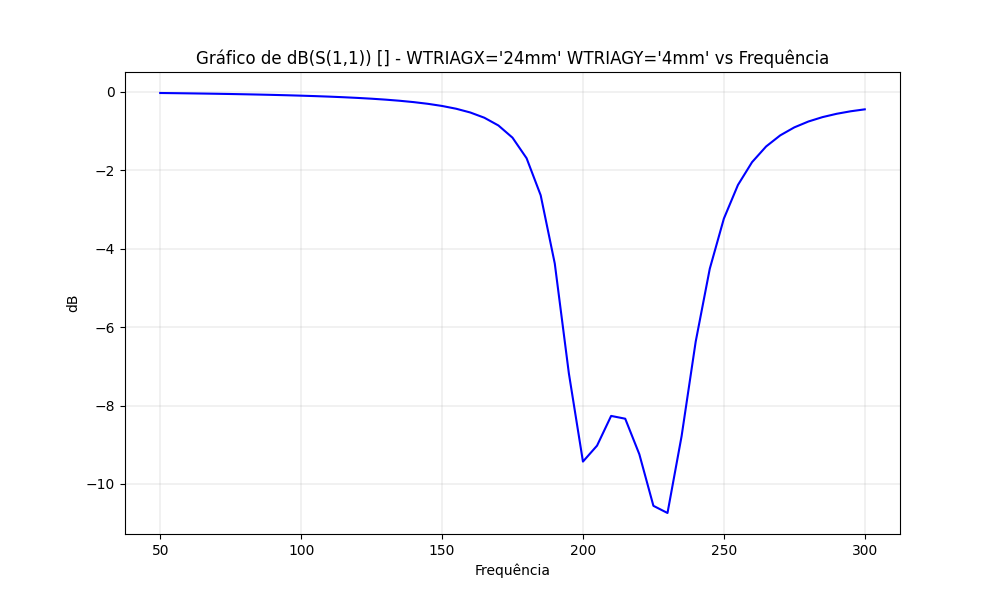 Gráfico de dB(S(1,1)) [] - WTRIAGX='24mm' WTRIAGY='4mm' vs Frequência
0
−2
−4
−6
−8
−10
dB
50 100 150 200 250 300
Frequência